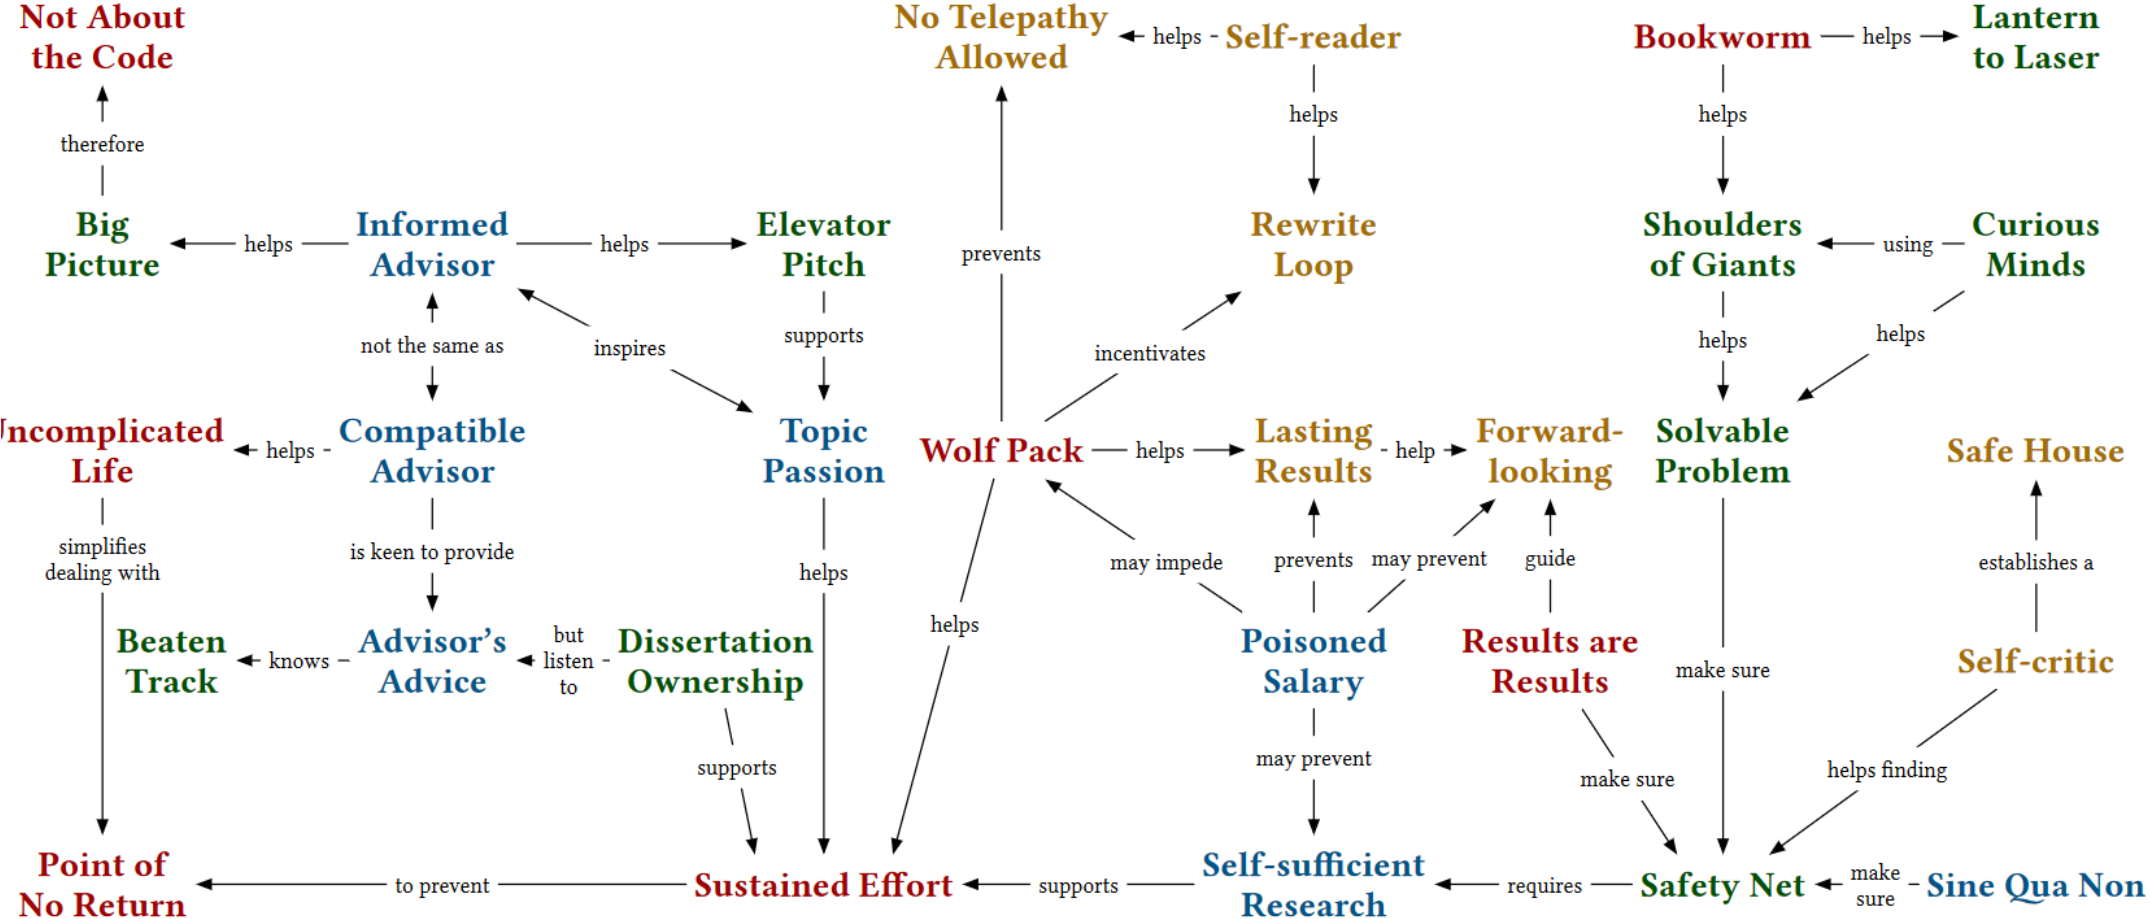 Not About
the Code
No Telepathy
Allowed
helps
Self-reader
Bookworm
helps
Lantern
to Laser
therefore
helps
helps
Big
Picture
helps
Informed
Advisor
helps
Elevator
Pitch
prevents
Rewrite
Loop
Shoulders
of Giants
using
Curious
Minds
not the same as
inspires
supports
incentivates
helps
helps
Uncomplicated
Life
helps
Compatible
Advisor
Topic
Passion
Wolf Pack
helps
Lasting
Results
help
Forward-
looking
Solvable
Problem
Safe House
simplifies
dealing with
is keen to provide
helps
may impede
prevents
may prevent
guide
establishes a
Beaten
Track
knows
Advisor’s
Advice
but
listen
to
Dissertation
Ownership
helps
Poisoned
Salary
Results are
Results
make sure
Self-critic
supports
may prevent
make sure
helps finding
Point of
No Return
to prevent
Sustained Effort
supports
Self-sufficient
Research
requires
Safety Net
make
sure
Sine Qua Non